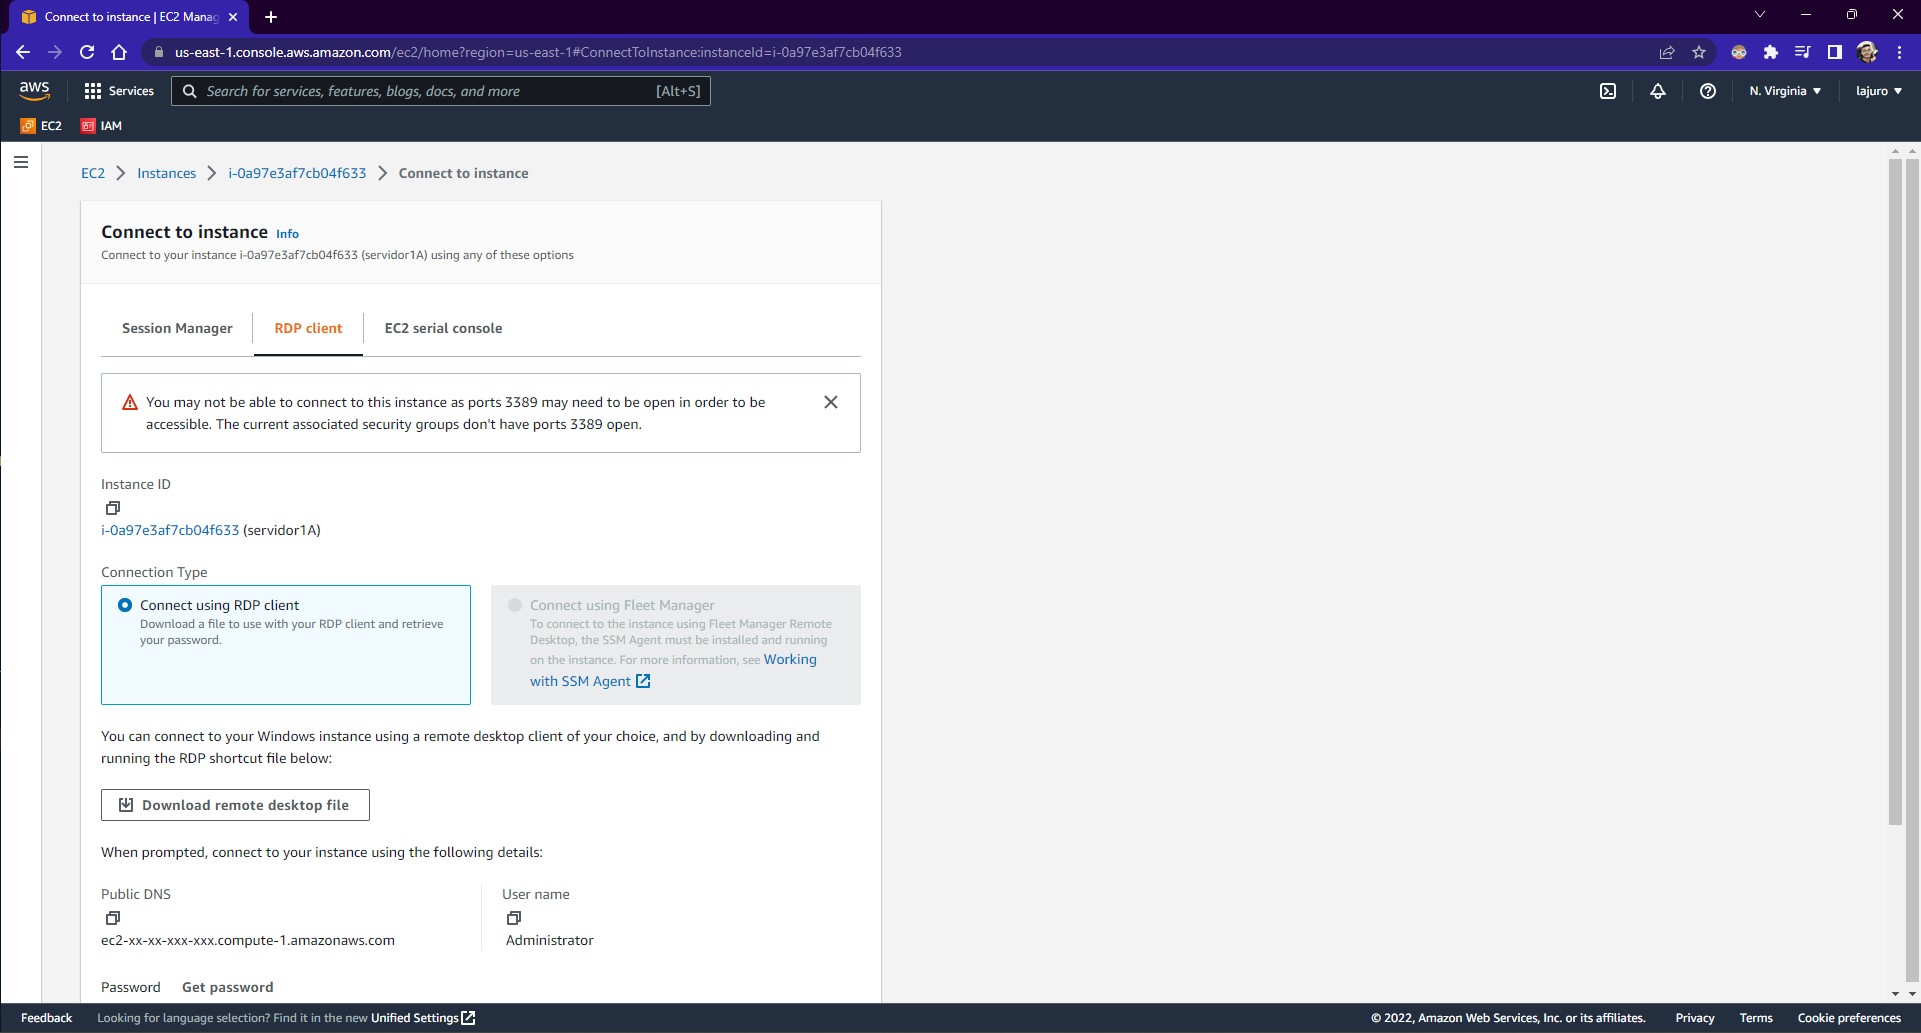 Connect to instance | EC2 Manag
us-east-1.console.aws.amazon.com/ec2/home?region=us-east-1#ConnectToInstance:instanceId=i-0a97e3af7cb04f633
aws
Services
Search for services, features, blogs, docs, and more
[Alt+S]
N. Virginia
lajuro
EC2
IAM
EC2 > Instances > i-0a97e3af7cb04f633 > Connect to instance
Connect to instance Info
Connect to your instance i-0a97e3af7cb04f633 (servidor1A) using any of these options
Session Manager
RDP client
EC2 serial console
You may not be able to connect to this instance as ports 3389 may need to be open in order to be
accessible. The current associated security groups don't have ports 3389 open.
Instance ID
i-0a97e3af7cb04f633 (servidor1A)
Connection Type
Connect using RDP client
Download a file to use with your RDP client and retrieve
your password.
Connect using Fleet Manager
To connect to the instance using Fleet Manager Remote
Desktop, the SSM Agent must be installed and running
on the instance. For more information, see Working
with SSM Agent
You can connect to your Windows instance using a remote desktop client of your choice, and by downloading and
running the RDP shortcut file below:
Download remote desktop file
When prompted, connect to your instance using the following details:
Public DNS
ec2-xx-xx-xxx-xxx.compute-1.amazonaws.com
User name
Administrator
Password
Get password
Feedback
Looking for language selection? Find it in the new Unified Settings
© 2022, Amazon Web Services, Inc. or its affiliates.
Privacy
Terms
Cookie preferences